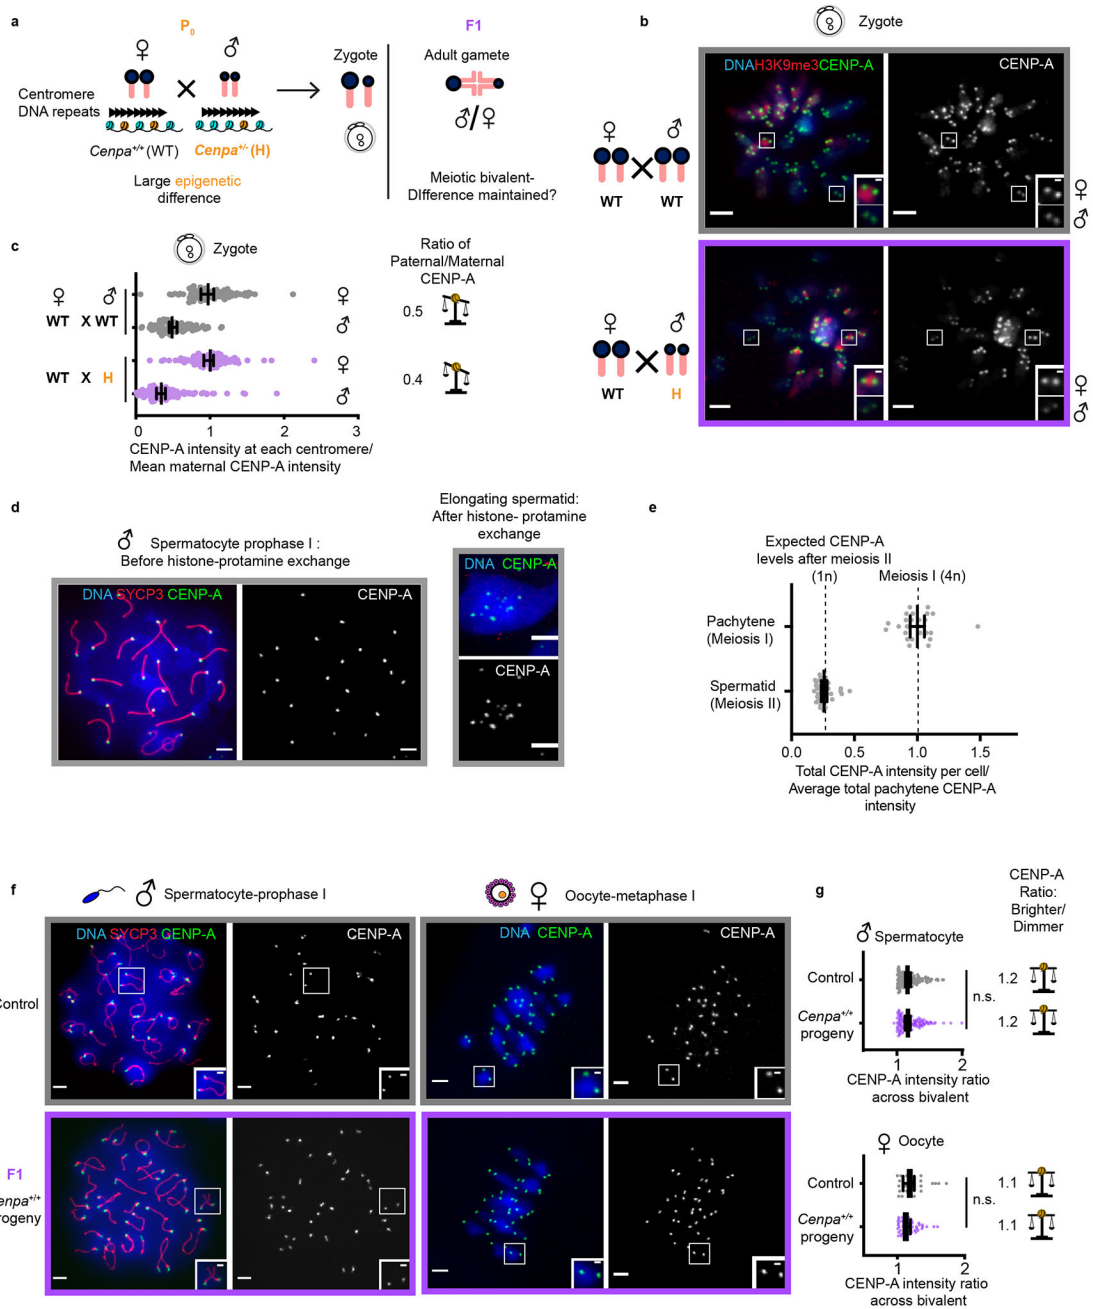 a
P0
F1
♀
♂
Zygote
Adult gamete
Centromere
DNA repeats
♂/♀
Cenpa+/+ (WT)
Cenpa+/- (H)
Large epigenetic
difference
Meiotic bivalent-
DIfference maintained?
b
Zygote
DNAH3K9me3CENP-A
CENP-A
♀
♂
WT
WT
♀
♂
♀
♂
WT
H
♀
♂
c
Zygote
Ratio of
Paternal/Maternal
CENP-A
♀
♂
WT X WT
♀
♂
0.5
WT X H
♀
♂
0.4
0
1
2
3
CENP-A intensity at each centromere/
Mean maternal CENP-A intensity
d
♂
Spermatocyte prophase I :
Before histone-protamine exchange
DNA SYCP3 CENP-A
CENP-A
Elongating spermatid:
After histone- protamine
exchange
DNA CENP-A
CENP-A
e
Expected CENP-A
levels after meiosis II
(1n)
Meiosis I (4n)
Pachytene
(Meiosis I)
Spermatid
(Meiosis II)
0.0
0.5
1.0
1.5
Total CENP-A intensity per cell/
Average total pachytene CENP-A
intensity
f
♂
Spermatocyte-prophase I
♀
Oocyte-metaphase I
DNA SYCP3 CENP-A
CENP-A
DNA CENP-A
CENP-A
ontrol
F1
enpa+/+
rogeny
g
CENP-A
Ratio:
Brighter/
Dimmer
♂ Spermatocyte
Control
1.2
n.s.
Cenpa+/+
progeny
1.2
1
2
CENP-A intensity ratio
across bivalent
♀ Oocyte
Control
1.1
n.s.
Cenpa+/+
progeny
1.1
1
2
CENP-A intensity ratio
across bivalent